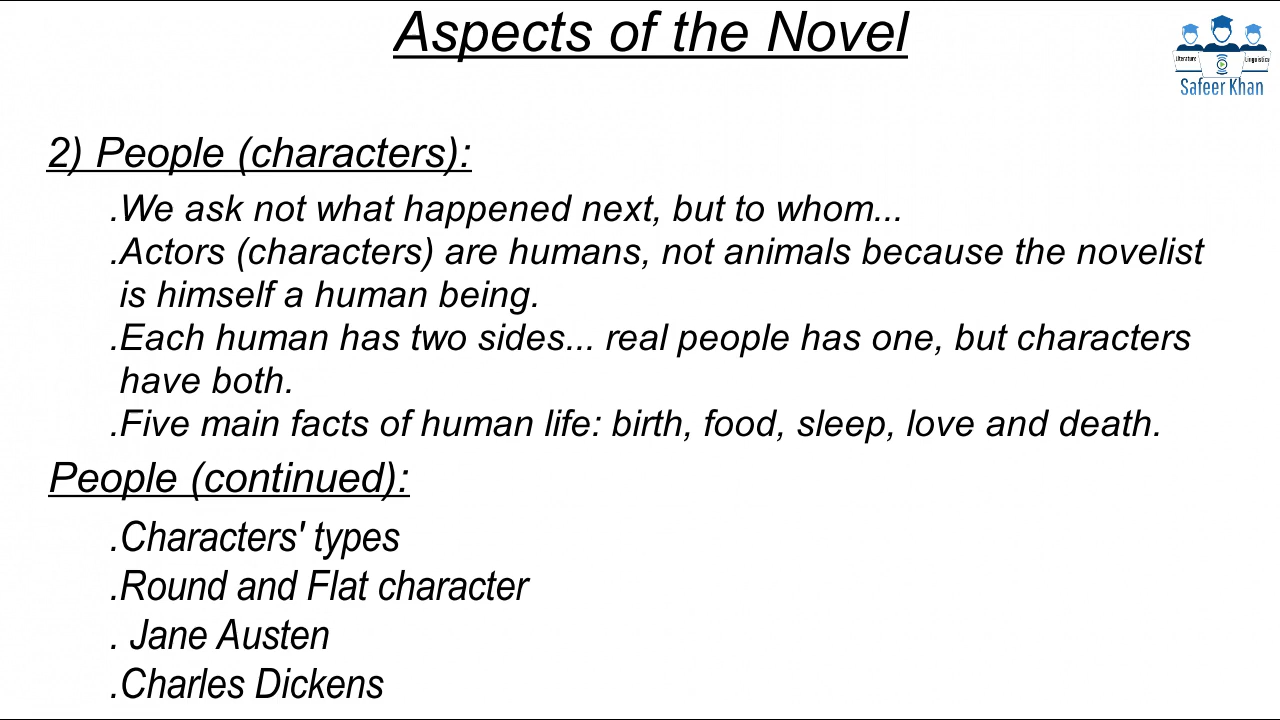 Aspects of the Novel
Literature
Linguistics
Safeer Khan
2) People (characters):
.We ask not what happened next, but to whom...
.Actors (characters) are humans, not animals because the novelist
is himself a human being.
.Each human has two sides... real people has one, but characters
have both.
.Five main facts of human life: birth, food, sleep, love and death.
People (continued):
.Characters' types
.Round and Flat character
. Jane Austen
.Charles Dickens